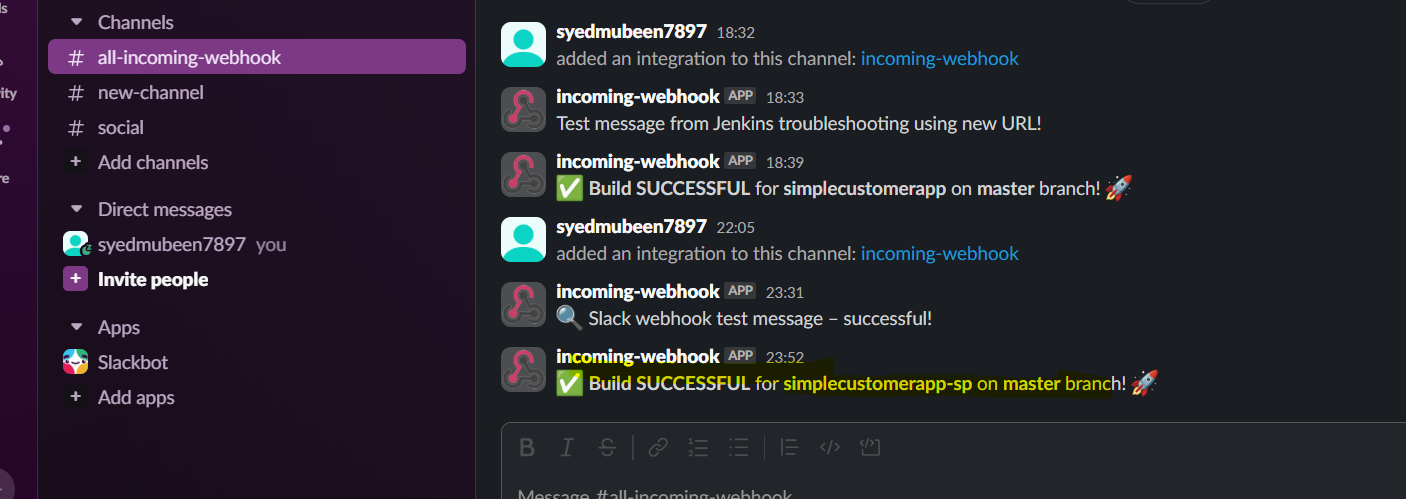 Channels
# all-incoming-webhook
# new-channel
# social
+ Add channels
Direct messages
syedmubeen7897 you
+ Invite people
Apps
Slackbot
+ Add apps
syedmubeen7897 18:32
added an integration to this channel: incoming-webhook
incoming-webhook APP 18:33
Test message from Jenkins troubleshooting using new URL!
incoming-webhook APP 18:39
✅ Build SUCCESSFUL for simplecustomerapp on master branch! 🚀
syedmubeen7897 22:05
added an integration to this channel: incoming-webhook
incoming-webhook APP 23:31
🔍 Slack webhook test message – successful!
incoming-webhook APP 23:52
✅ Build SUCCESSFUL for simplecustomerapp-sp on master branch! 🚀
B I S
Message #all-incoming-webhook